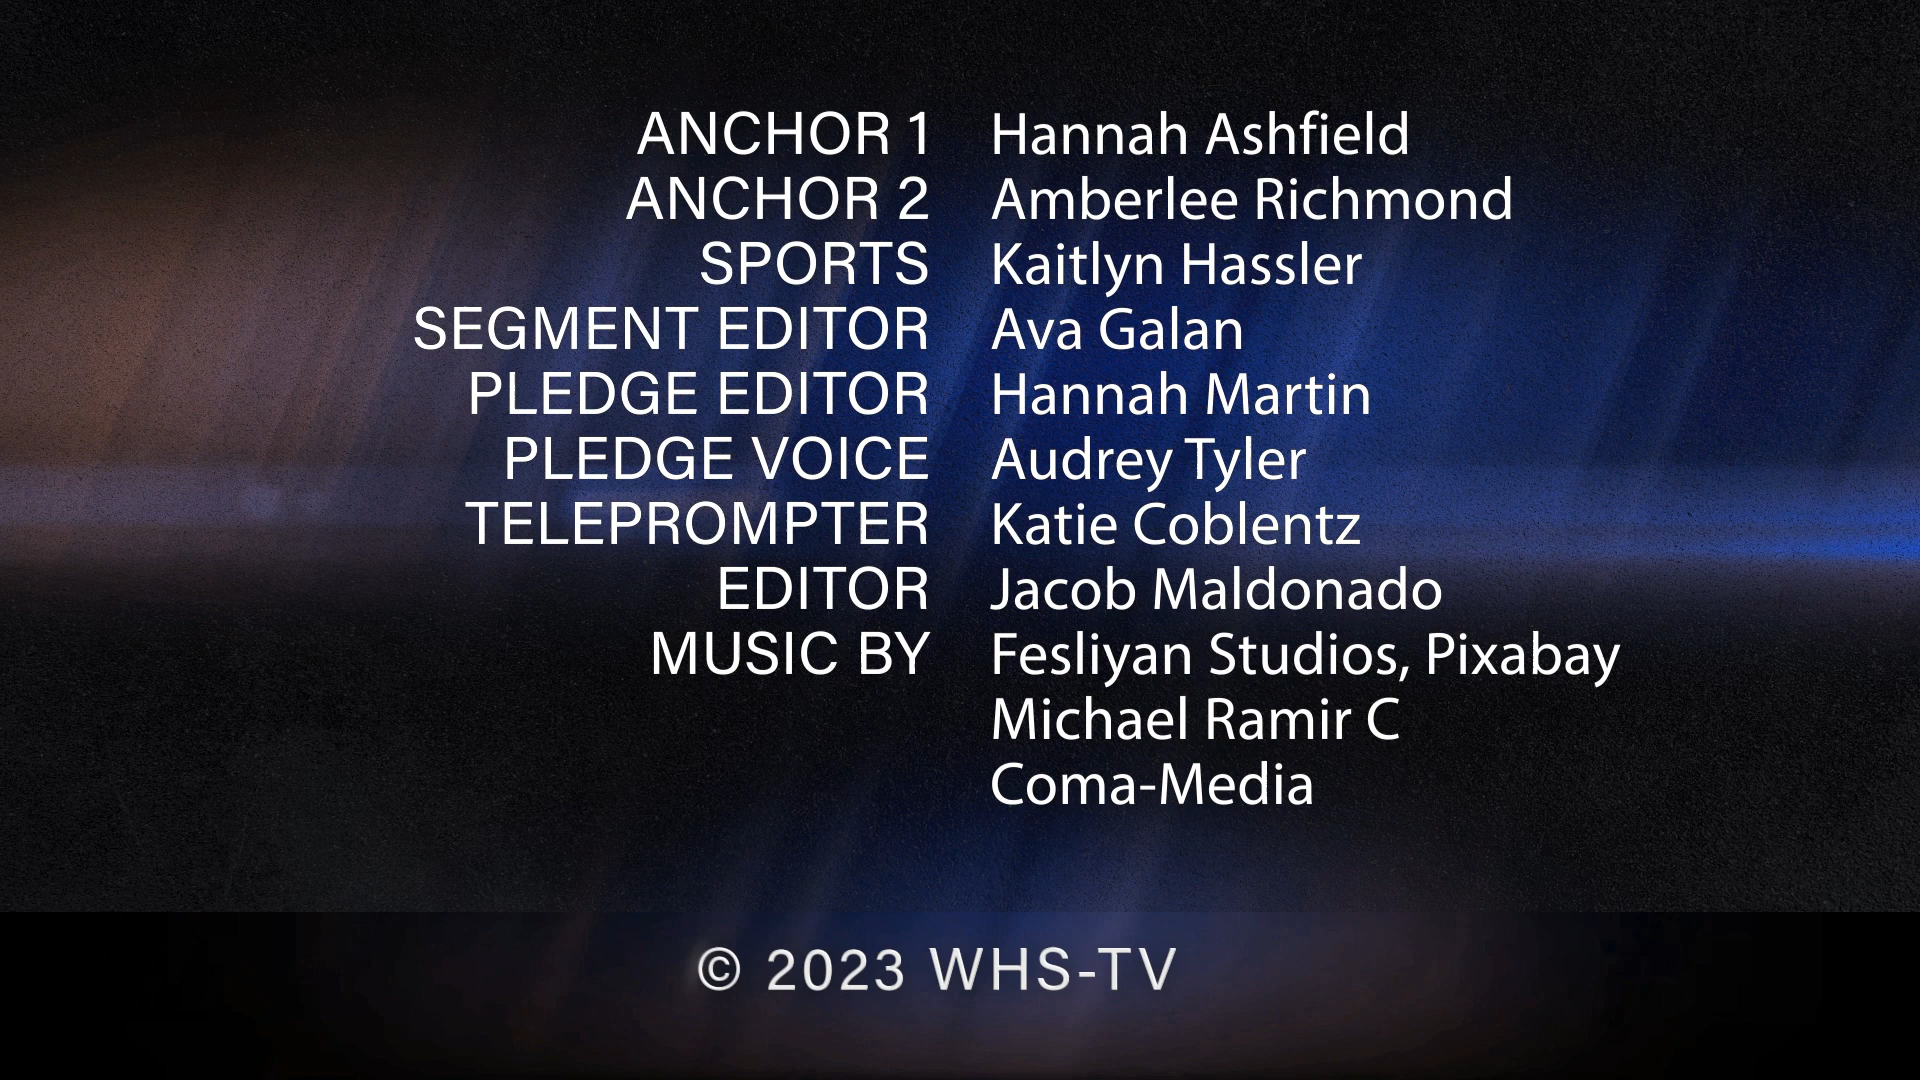 ANCHOR 1 Hannah Ashfield
ANCHOR 2 Amberlee Richmond
SPORTS Kaitlyn Hassler
SEGMENT EDITOR Ava Galan
PLEDGE EDITOR Hannah Martin
PLEDGE VOICE Audrey Tyler
TELEPROMPTER Katie Coblentz
EDITOR Jacob Maldonado
MUSIC BY Fesliyan Studios, Pixabay
Michael Ramir C
Coma-Media
© 2023 WHS-TV